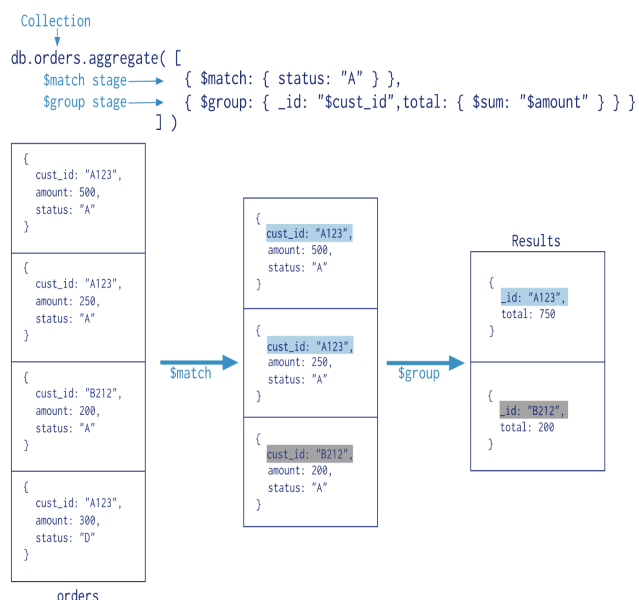 Collection
db.orders.aggregate( [
$match stage
{ $match: { status: "A" } },
$group stage
{ $group: { _id: "$cust_id",total: { $sum: "$amount" } } }
] )
{
cust_id: "A123",
amount: 500,
status: "A"
}
{
cust_id: "A123",
amount: 250,
status: "A"
}
{
cust_id: "B212",
amount: 200,
status: "A"
}
{
cust_id: "A123",
amount: 300,
status: "D"
}
orders
$match
{
cust_id: "A123",
amount: 500,
status: "A"
}
{
cust_id: "A123",
amount: 250,
status: "A"
}
{
cust_id: "B212",
amount: 200,
status: "A"
}
$group
Results
{
_id: "A123",
total: 750
}
{
_id: "B212",
total: 200
}